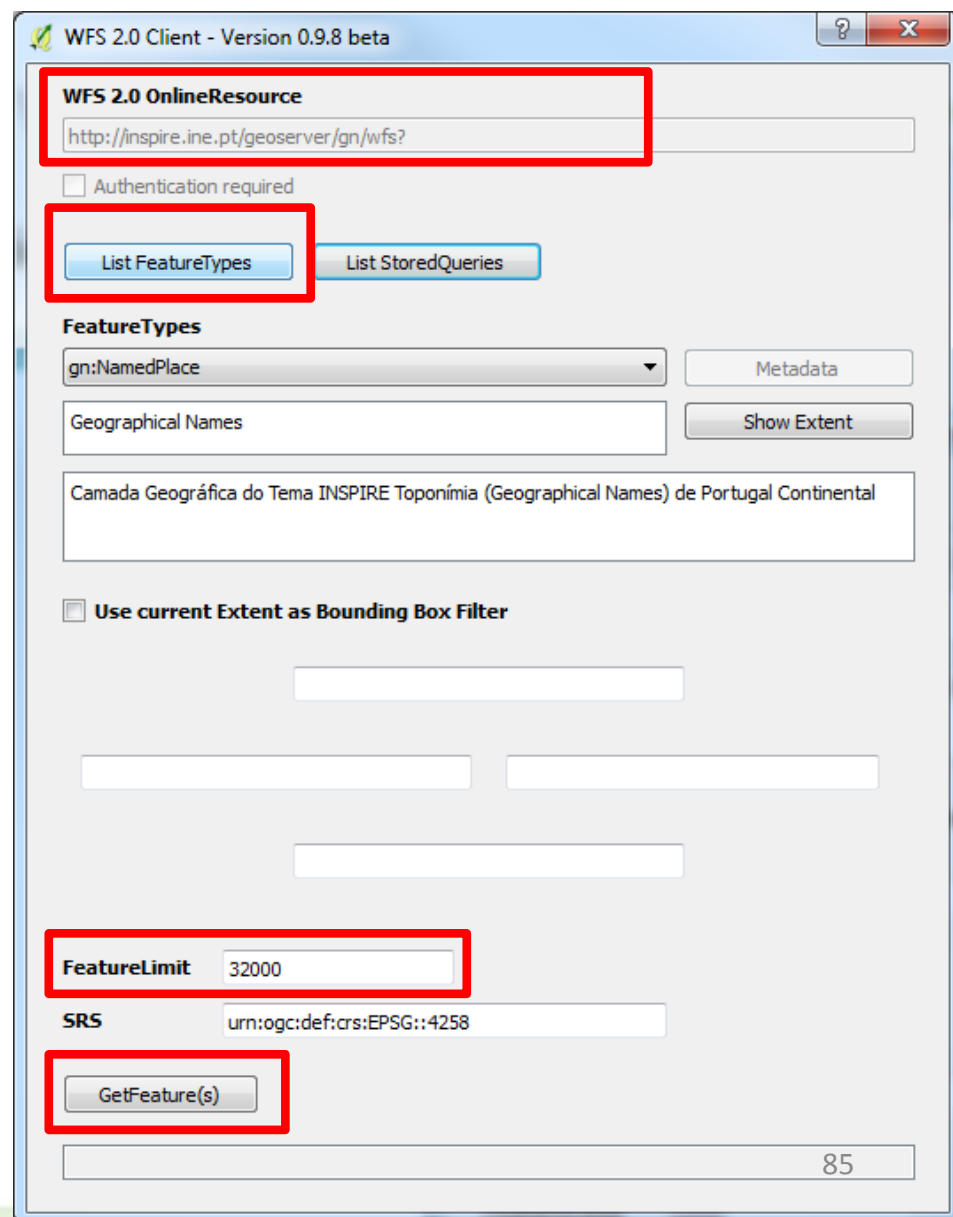 WFS 2.0 Client - Version 0.9.8 beta
WFS 2.0 OnlineResource
http://inspire.ine.pt/geoserver/gn/wfs?
Authentication required
List FeatureTypes List StoredQueries
FeatureTypes
gn:NamedPlace Metadata
Geographical Names Show Extent
Camada Geográfica do Tema INSPIRE Toponímia (Geographical Names) de Portugal Continental
Use current Extent as Bounding Box Filter
FeatureLimit 32000
SRS urn:ogc:def:crs:EPSG::4258
GetFeature(s)
85